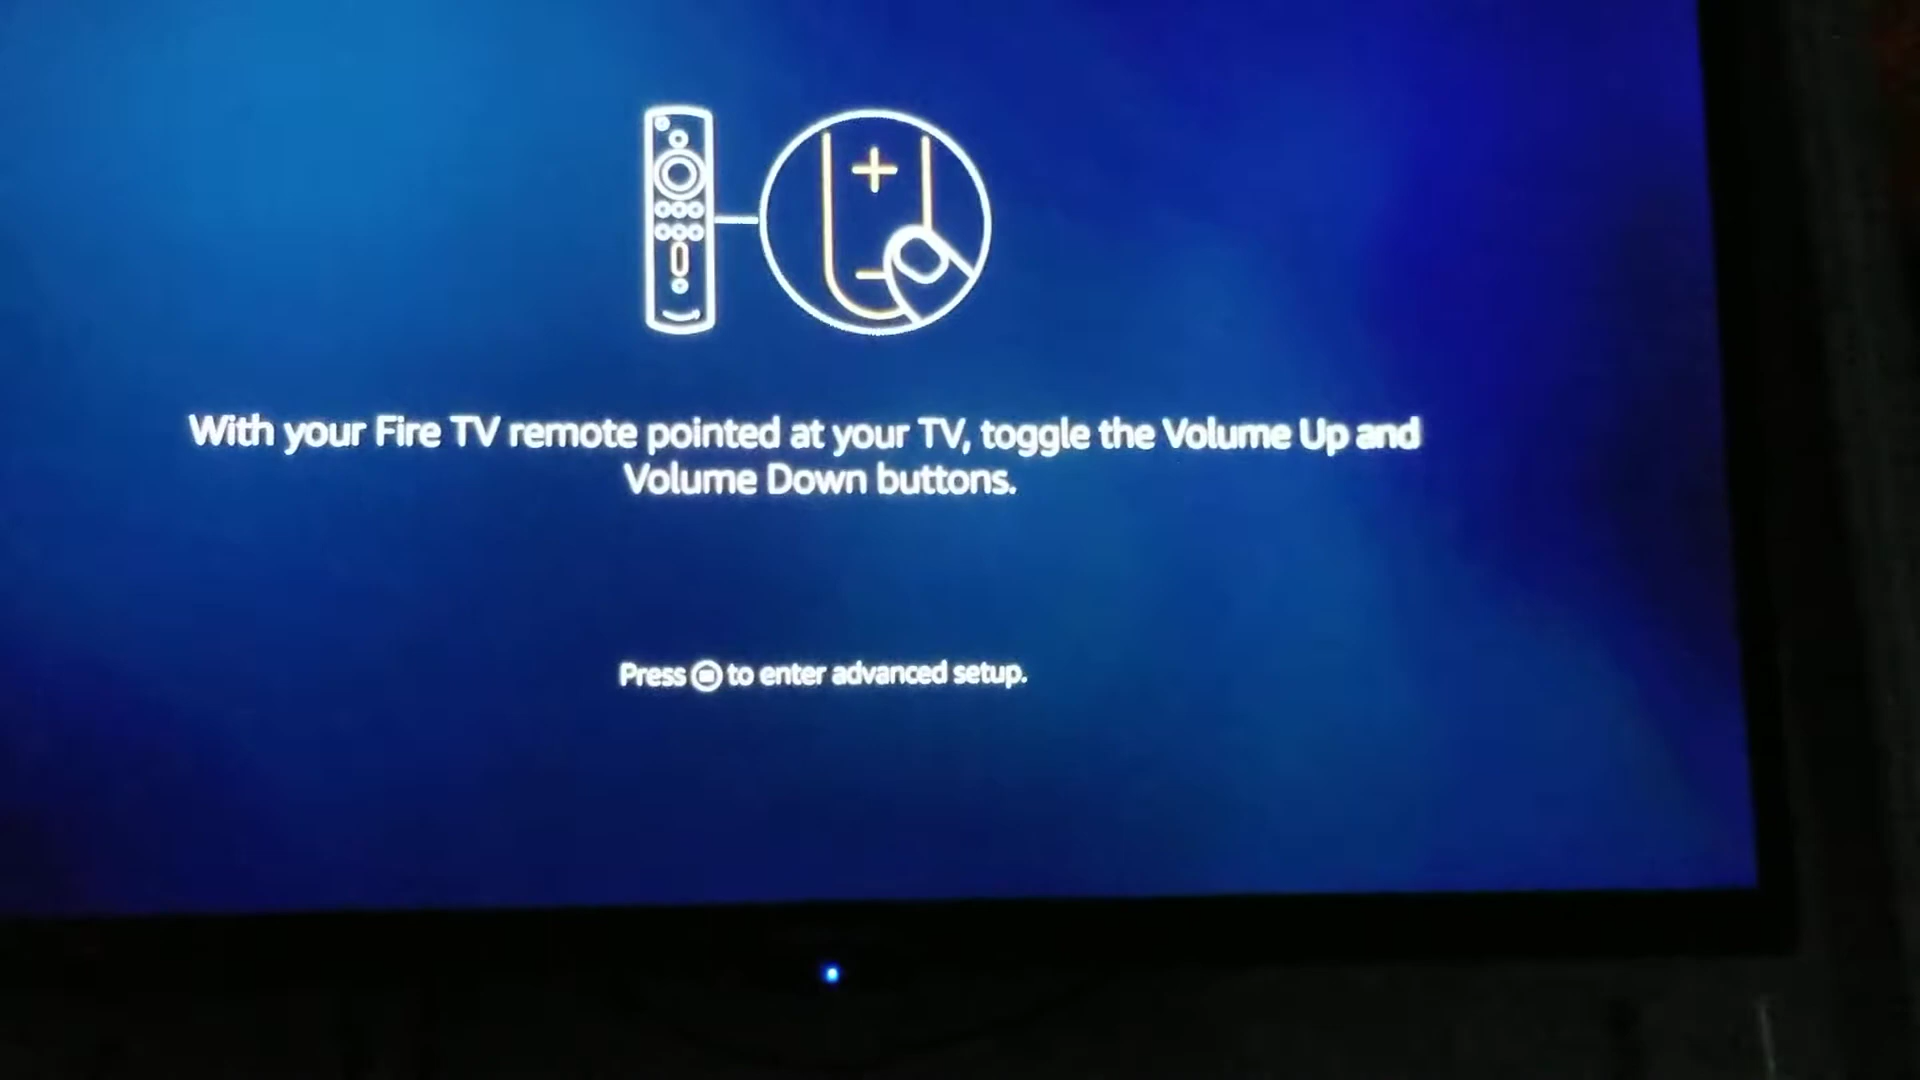 With your Fire TV remote pointed at your TV, toggle the Volume Up and
Volume Down buttons.
Press to enter advanced setup.